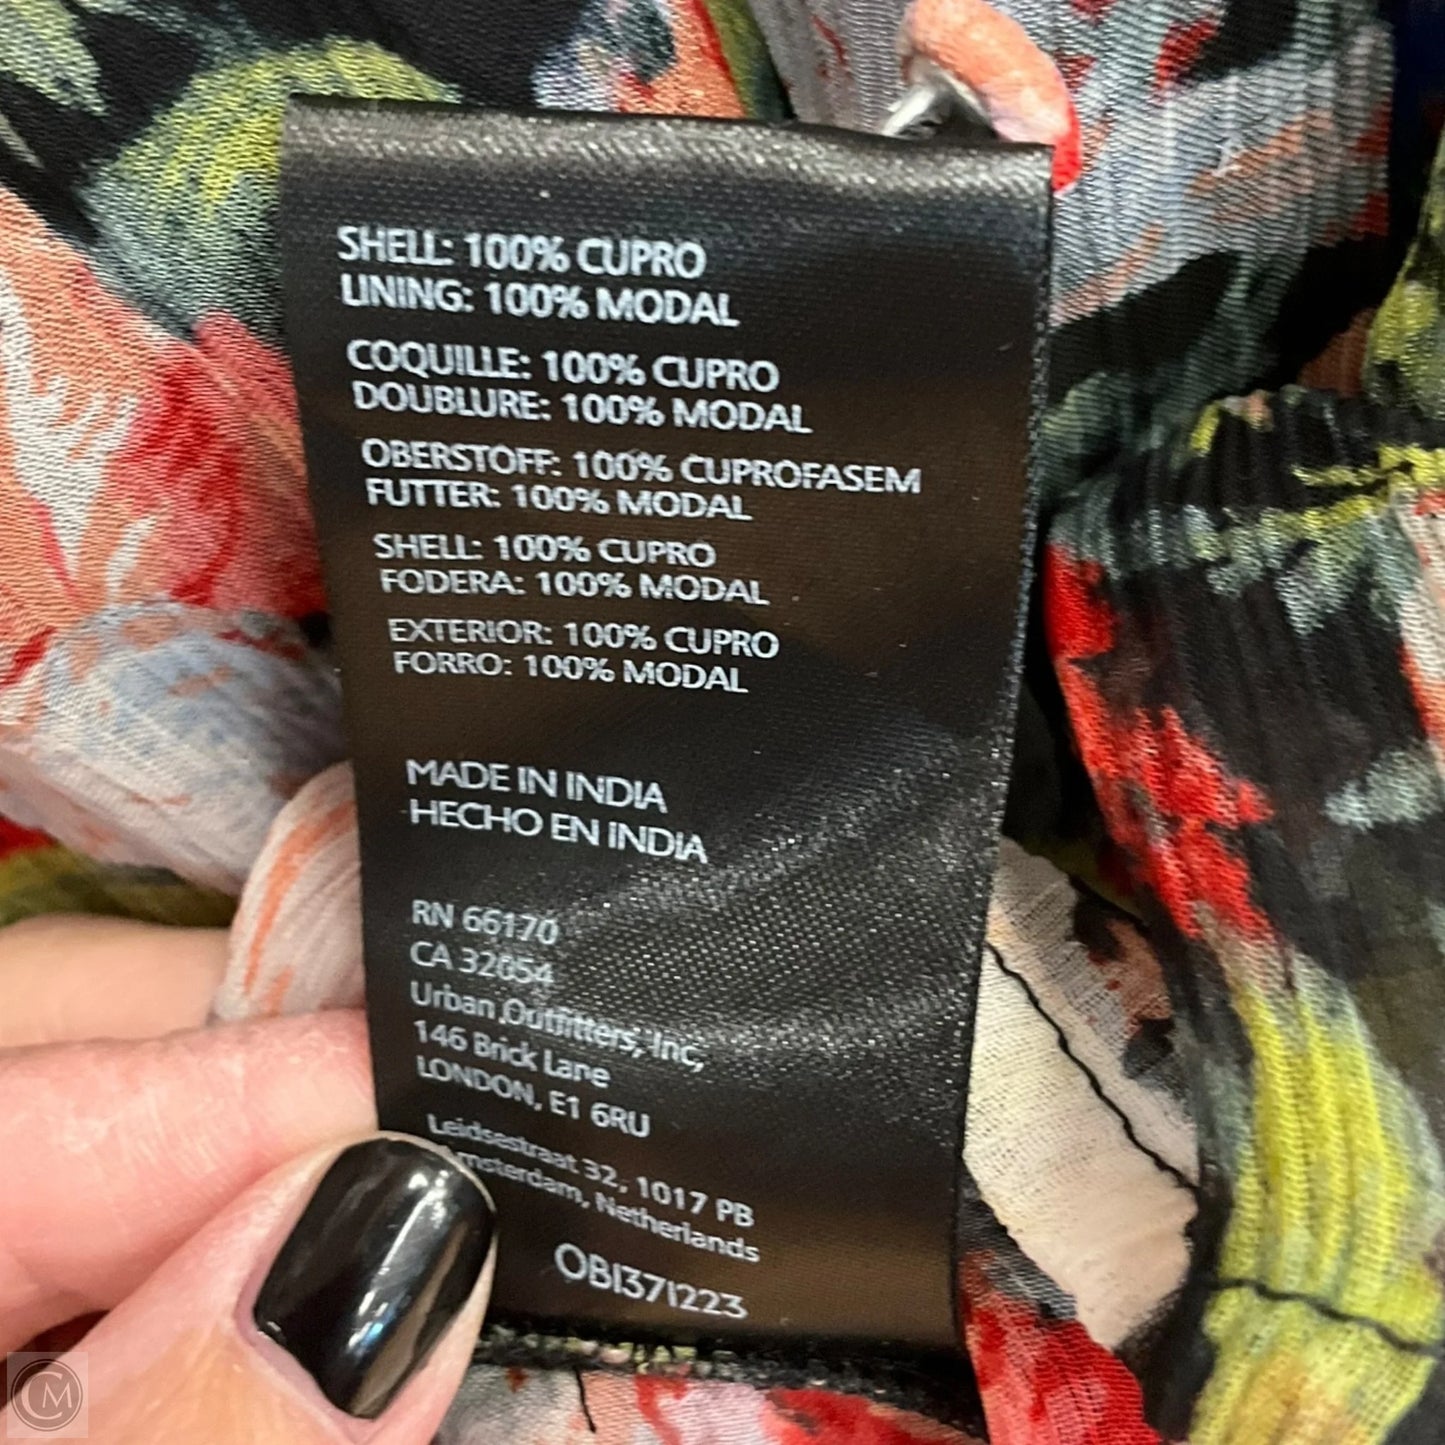 SHELL: 100% CUPRO
LINING: 100% MODAL
COQUILLE: 100% CUPRO
DOUBLURE: 100% MODAL
OBERSTOFF: 100% CUPROFASEM
FUTTER: 100% MODAL
SHELL: 100% CUPRO
FODERA: 100% MODAL
EXTERIOR: 100% CUPRO
FORRO: 100% MODAL
MADE IN INDIA
HECHO EN INDIA
RN 66170
CA 32054
Urban Outfitters, Inc,
146 Brick Lane
LONDON, E1 6RU
Leidsestraat 32, 1017 PB
msterdam, Netherlands
OBI371223
CM